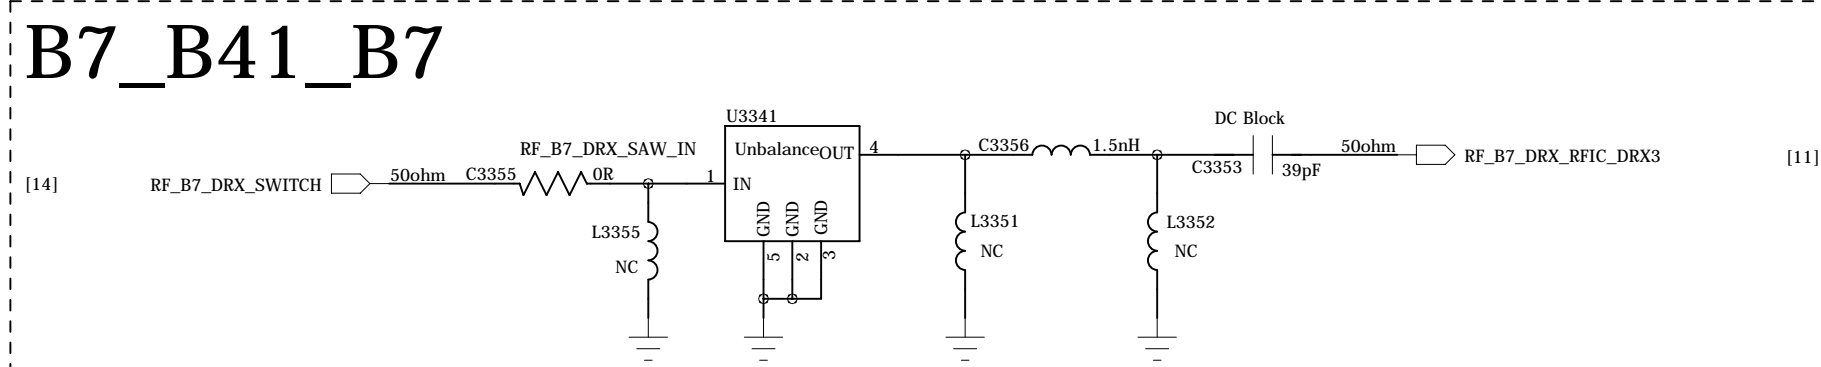 B7_B41_B7
U3341
DC Block
RF_B7_DRX_SAW_IN
Unbalance
OUT
4
C3356
1.5nH
50ohm
RF_B7_DRX_RFIC_DRX3
[11]
C3353
39pF
[14]
RF_B7_DRX_SWITCH
50ohm
C3355
0R
1
IN
GND
GND
GND
L3355
NC
L3351
NC
L3352
NC
5
2
3